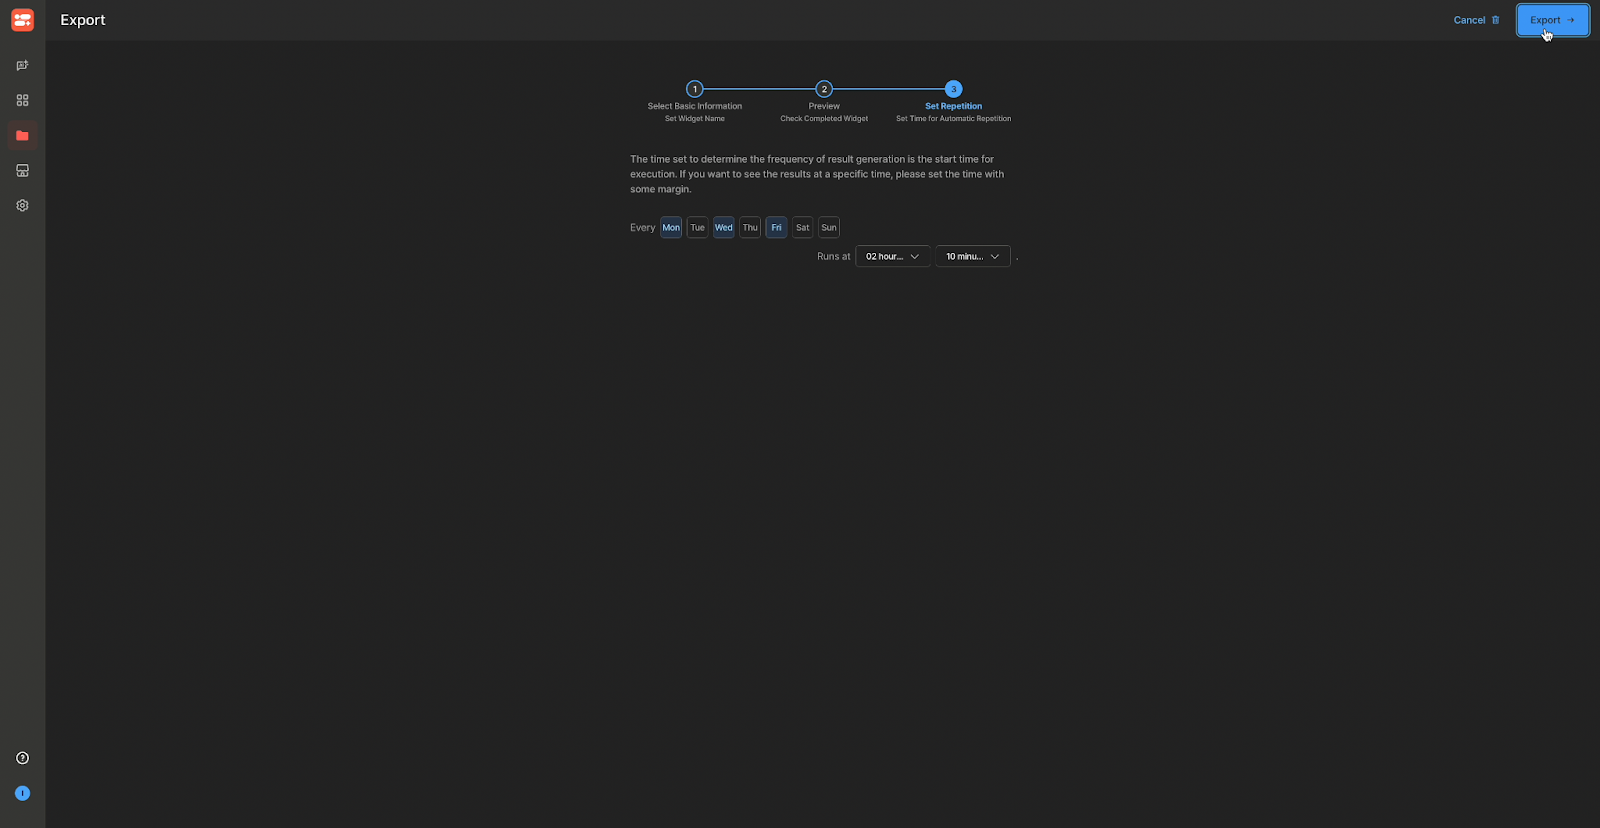 Export
Cancel
Export →
1
2
3
Select Basic Information
Preview
Set Repetition
Set Widget Name
Check Completed Widget
Set Time for Automatic Repetition
The time set to determine the frequency of result generation is the start time for
execution. If you want to see the results at a specific time, please set the time with
some margin.
Every Mon Tue Wed Thu Fri Sat Sun
Runs at 02 hour... 10 minu... .
?
I